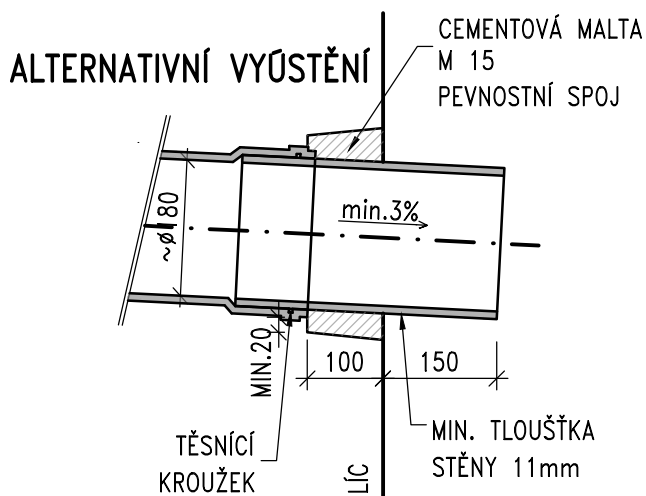 ALTERNATIVNÍ VYÚSTĚNÍ
CEMENTOVÁ MALTA
M 15
PEVNOSTNÍ SPOJ
~ø180
min.3%
MIN.20
100
150
TĚSNÍCÍ
KROUŽEK
LÍC
MIN. TLOUŠŤKA
STĚNY 11mm